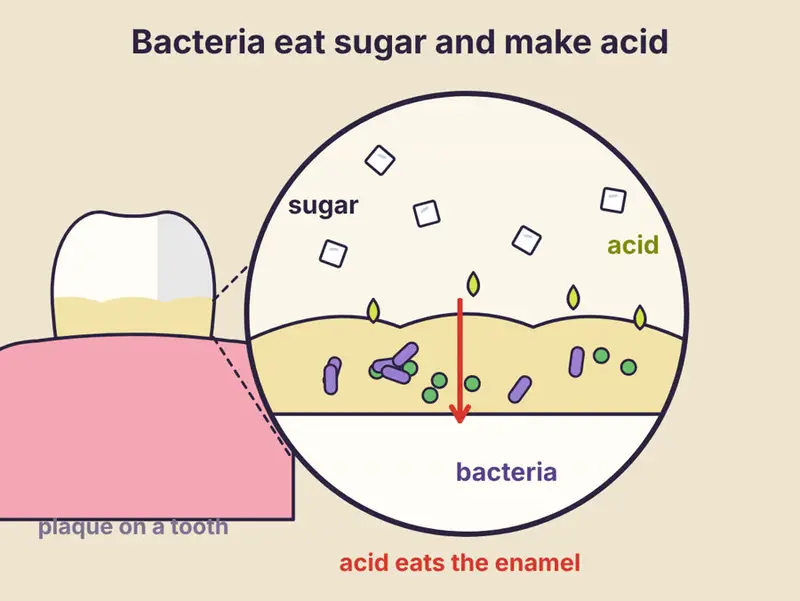 Bacteria eat sugar and make acid
sugar
acid
bacteria
plaque on a tooth
acid eats the enamel